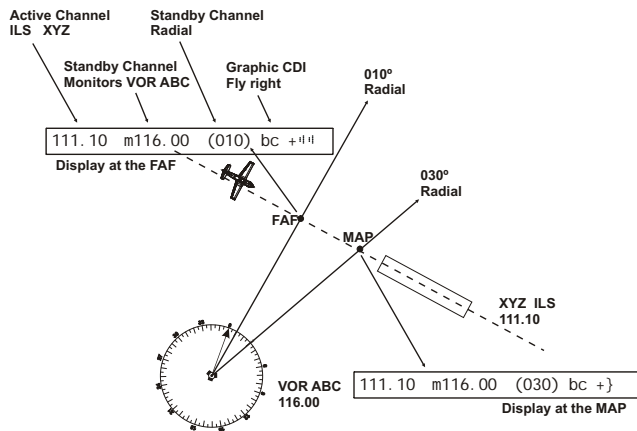 Active Channel
ILS XYZ
Standby Channel
Radial
Standby Channel
Monitors VOR ABC
Graphic CDI
Fly right
010º
Radial
111.10 m116.00 (010) bc +
Display at the FAF
030º
Radial
FAF
MAP
XYZ ILS
111.10
VOR ABC
116.00
111.10 m116.00 (030) bc +}
Display at the MAP